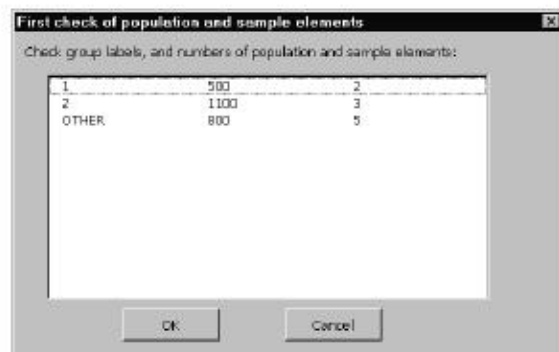 First check of population and sample elements
Check group labels, and numbers of population and sample elements:
1 500 2
2 1100 3
OTHER 800 5
OK Cancel